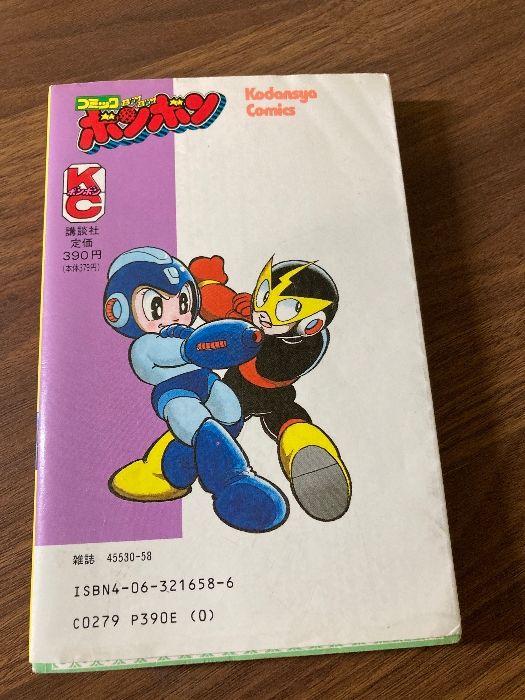 コミック
ボンボン
Kodansya
Comics
K
ボンボン
C
講談社
定価
390円
(本体379円)
雑誌 45530-58
ISBN4-06-321658-6
C0279 P390E (0)